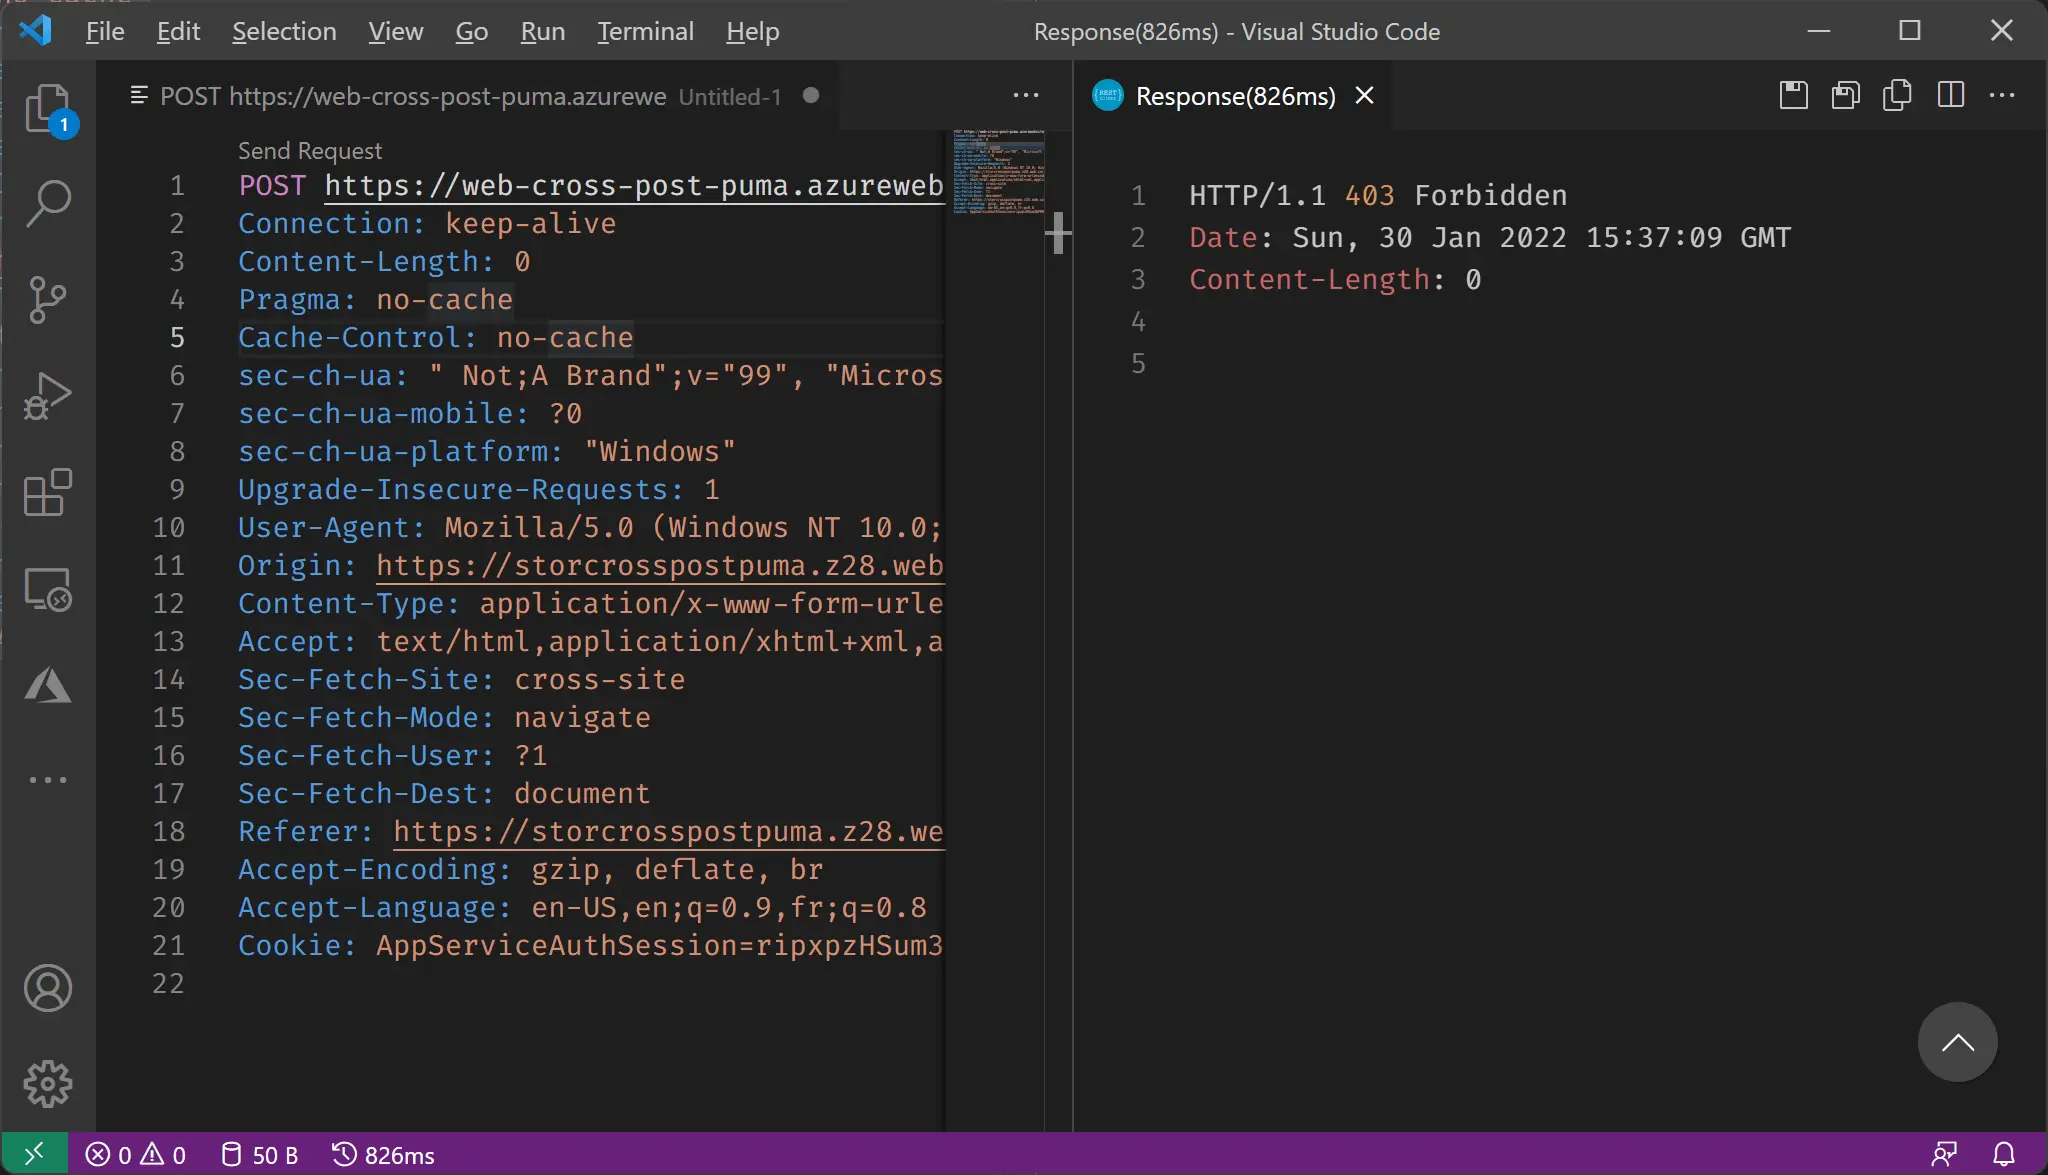 File Edit Selection View Go Run Terminal Help
Response(826ms) - Visual Studio Code
1
POST https://web-cross-post-puma.azurewe Untitled-1
Response(826ms)
Send Request
1 POST https://web-cross-post-puma.azureweb
2 Connection: keep-alive
3 Content-Length: 0
4 Pragma: no-cache
5 Cache-Control: no-cache
6 sec-ch-ua: " Not;A Brand";v="99", "Micros
7 sec-ch-ua-mobile: ?0
8 sec-ch-ua-platform: "Windows"
9 Upgrade-Insecure-Requests: 1
10 User-Agent: Mozilla/5.0 (Windows NT 10.0;
11 Origin: https://storcrosspostpuma.z28.web
12 Content-Type: application/x-www-form-urle
13 Accept: text/html,application/xhtml+xml,a
14 Sec-Fetch-Site: cross-site
15 Sec-Fetch-Mode: navigate
16 Sec-Fetch-User: ?1
17 Sec-Fetch-Dest: document
18 Referer: https://storcrosspostpuma.z28.we
19 Accept-Encoding: gzip, deflate, br
20 Accept-Language: en-US,en;q=0.9,fr;q=0.8
21 Cookie: AppServiceAuthSession=ripxpzHSum3
22
1 HTTP/1.1 403 Forbidden
2 Date: Sun, 30 Jan 2022 15:37:09 GMT
3 Content-Length: 0
4
5
0 0 50 B 826ms